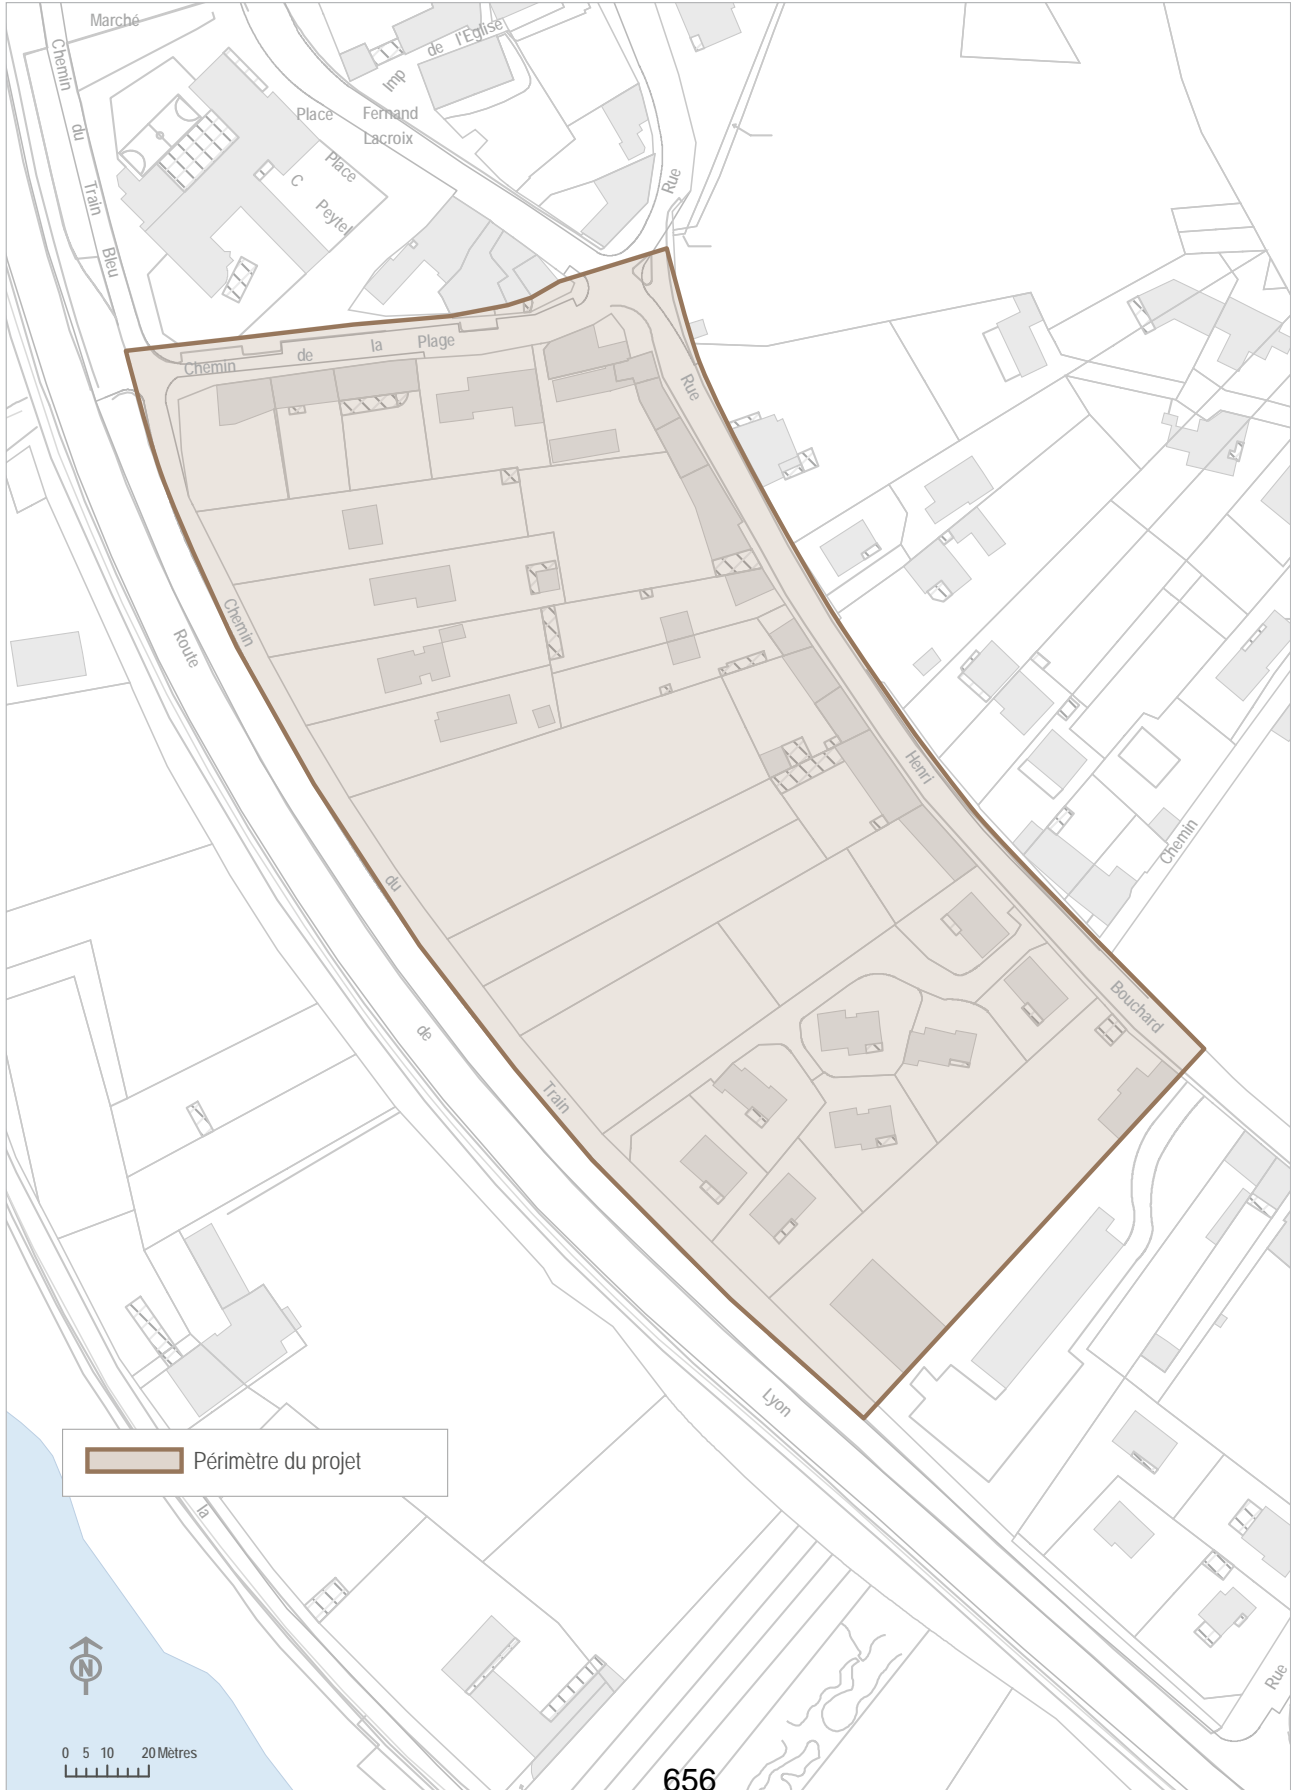 Marché
Chemin du Train Bleu
Imp de l'Eglise
Place Fernand
Lacroix
Place
C Peytel
Rue
Chemin de la Plage
Rue Henri Bouchard
Chemin du Train
Route de Lyon
Chemin
la
Rue
Périmètre du projet
N
0 5 10 20 Mètres
656